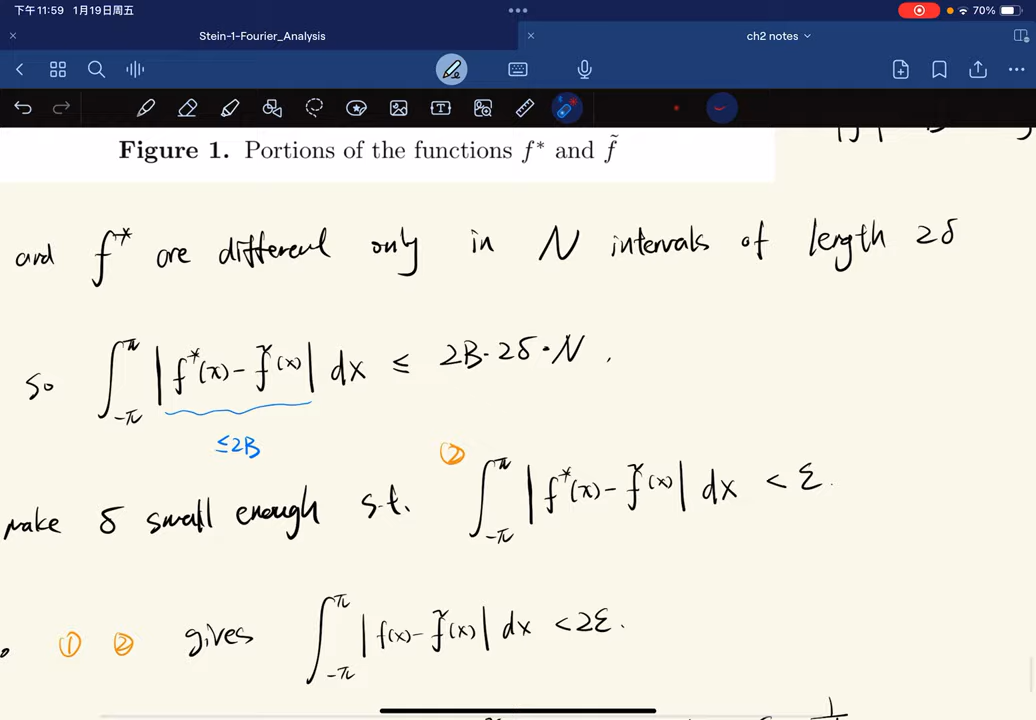 下午11:59 1月19日周五
70%
Stein-1-Fourier_Analysis
ch2 notes
Figure 1. Portions of the functions f* and f̃
and f* are different only in N intervals of length 2δ
so ∫_{-π}^{π} |f*(x) - f̃(x)| dx ≤ 2B · 2δ · N .
≤2B
②
make δ small enough s.t. ∫_{-π}^{π} |f*(x) - f̃(x)| dx < ε.
① ② gives ∫_{-π}^{π} |f(x) - f̃(x)| dx < 2ε.